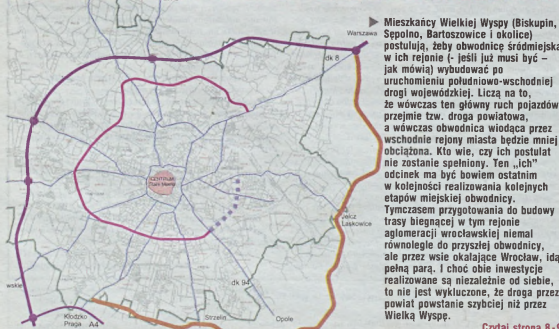 Warszawa
dk 8
CENTRUM
Stare Miasto
Jelcz
Laskowice
dk 94
Kłodzko
Praga
A4
Strzelin
Opole
▶ Mieszkańcy Wielkiej Wyspy (Biskupin,
Sępolno, Bartoszowice i okolice)
postulują, żeby obwodnicę śródmiejską
w ich rejonie (- jeśli już musi być –
jak mówią) wybudować po
uruchomieniu południowo-wschodniej
drogi wojewódzkiej. Liczą na to,
że wówczas ten główny ruch pojazdów
przejmie tzw. droga powiatowa,
a wówczas obwodnica wiodąca przez
wschodnie rejony miasta będzie mniej
obciążona. Kto wie, czy ich postulat
nie zostanie spełniony. Ten „ich”
odcinek ma być bowiem ostatnim
w kolejności realizowania kolejnych
etapów miejskiej obwodnicy.
Tymczasem przygotowania do budowy
trasy biegnącej w tym rejonie
aglomeracji wrocławskiej niemal
równolegle do przyszłej obwodnicy,
ale przez wsie okalające Wrocław, idą
pełną parą. I choć obie inwestycje
realizowane są niezależnie od siebie,
to nie jest wykluczone, że droga przez
powiat powstanie szybciej niż przez
Wielką Wyspę.
Czytaj strona 8